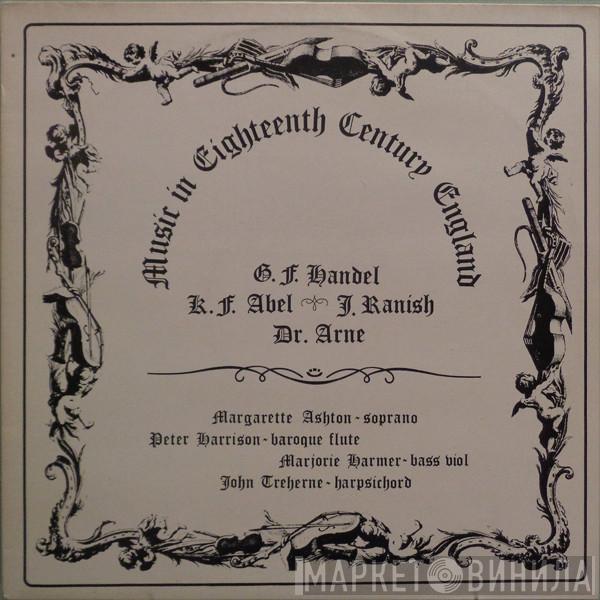 Music in Eighteenth Century England
G. F. Handel
K. F. Abel J. Ranish
Dr. Arne
Margarette Ashton - soprano
Peter Harrison - baroque flute
Marjorie Harmer - bass viol
John Treherne - harpsichord
МАРКЕТ ВИНИЛА